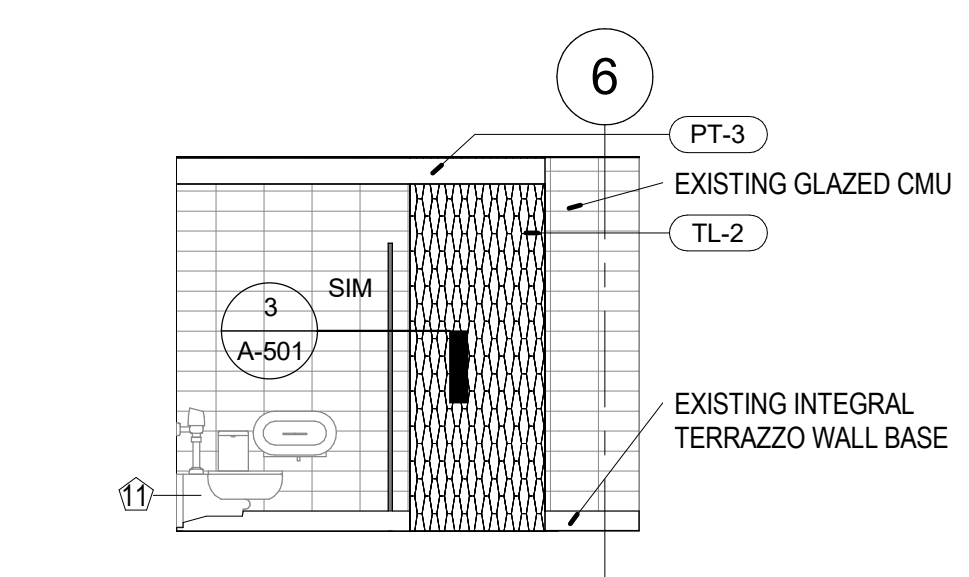 6
PT-3
EXISTING GLAZED CMU
TL-2
SIM
3
A-501
EXISTING INTEGRAL
TERRAZZO WALL BASE
11